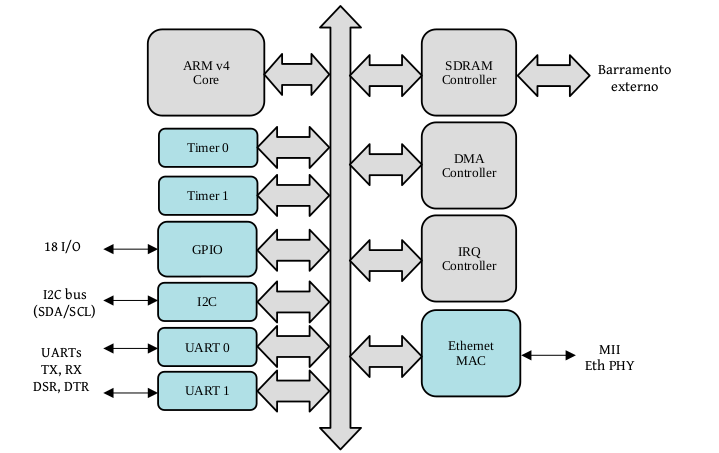 ARM v4
Core
SDRAM
Controller
Barramento
externo
Timer 0
DMA
Controller
Timer 1
18 I/O
GPIO
IRQ
Controller
I2C bus
(SDA/SCL)
I2C
UARTs
TX, RX
DSR, DTR
UART 0
UART 1
Ethernet
MAC
MII
Eth PHY